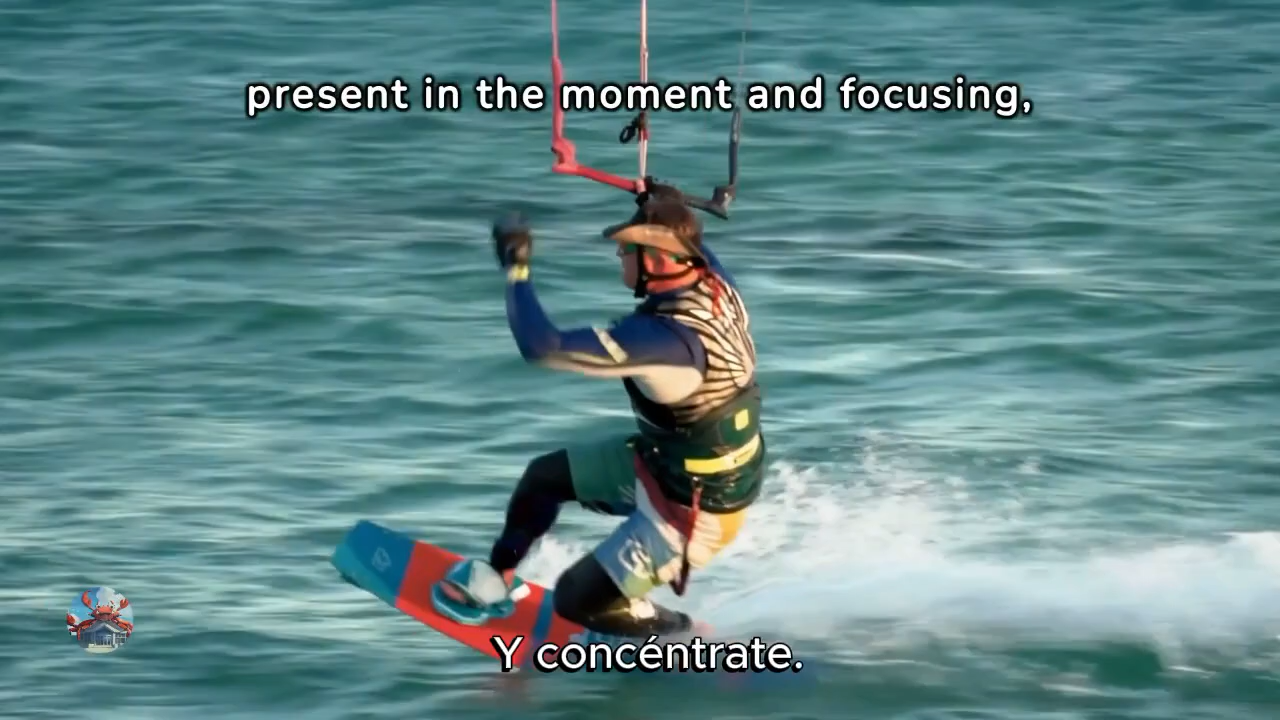 present in the moment and focusing,
Y concéntrate.